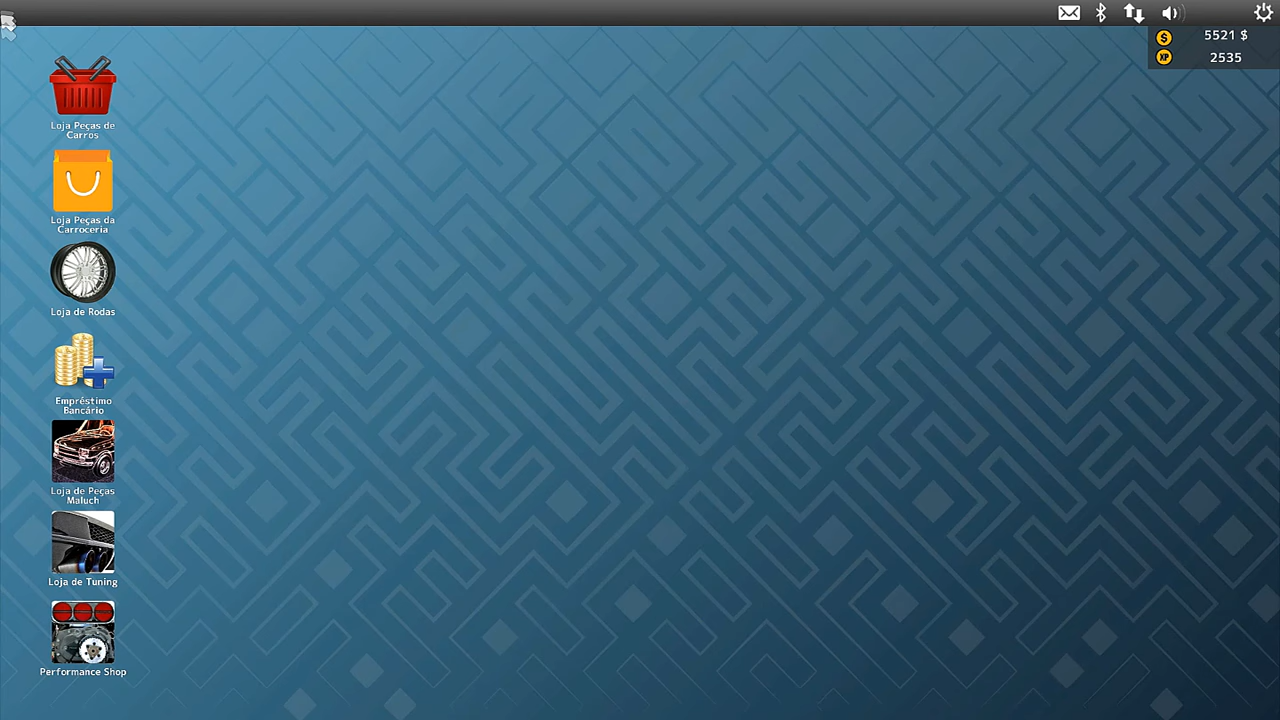 5521 $
XP
2535
Loja Peças de
Carros
Loja Peças da
Carroceria
Loja de Rodas
Empréstimo
Bancário
Loja de Peças
Maluch
Loja de Tuning
Performance Shop